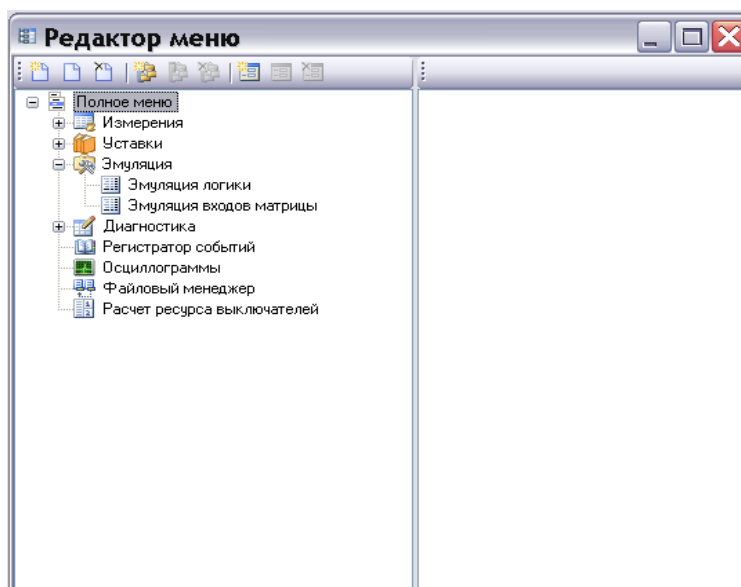 Редактор меню
Полное меню
Измерения
Уставки
Эмуляция
Эмуляция логики
Эмуляция входов матрицы
Диагностика
Регистратор событий
Осциллограммы
Файловый менеджер
Расчет ресурса выключателей